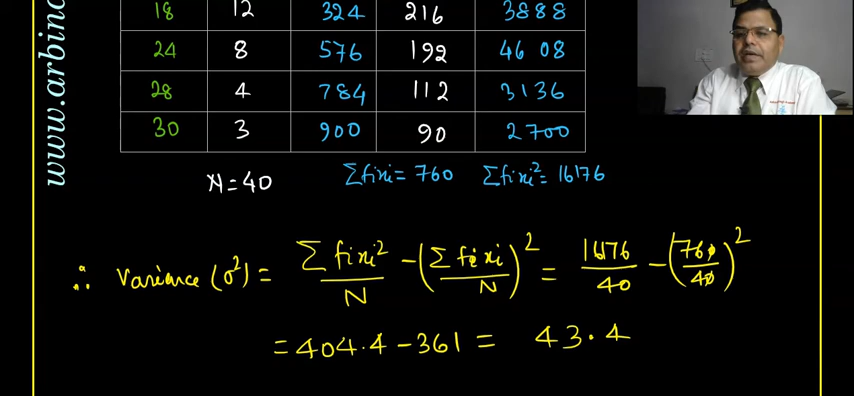 www.arbind
18 12 324 216 3888
24 8 576 192 4608
28 4 784 112 3136
30 3 900 90 2700
N=40 Σfixi=760 Σfixi²=16176
∴ Variance (σ²) = Σfixi²/N − (Σfixi/N)² = 16176/40 − (760/40)²
= 404.4 − 361 = 43.4